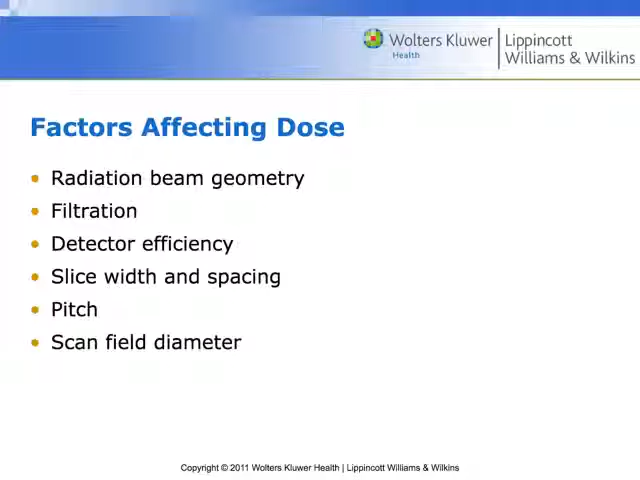 Wolters Kluwer
Health
Lippincott
Williams & Wilkins
Factors Affecting Dose
• Radiation beam geometry
• Filtration
• Detector efficiency
• Slice width and spacing
• Pitch
• Scan field diameter
Copyright © 2011 Wolters Kluwer Health | Lippincott Williams & Wilkins